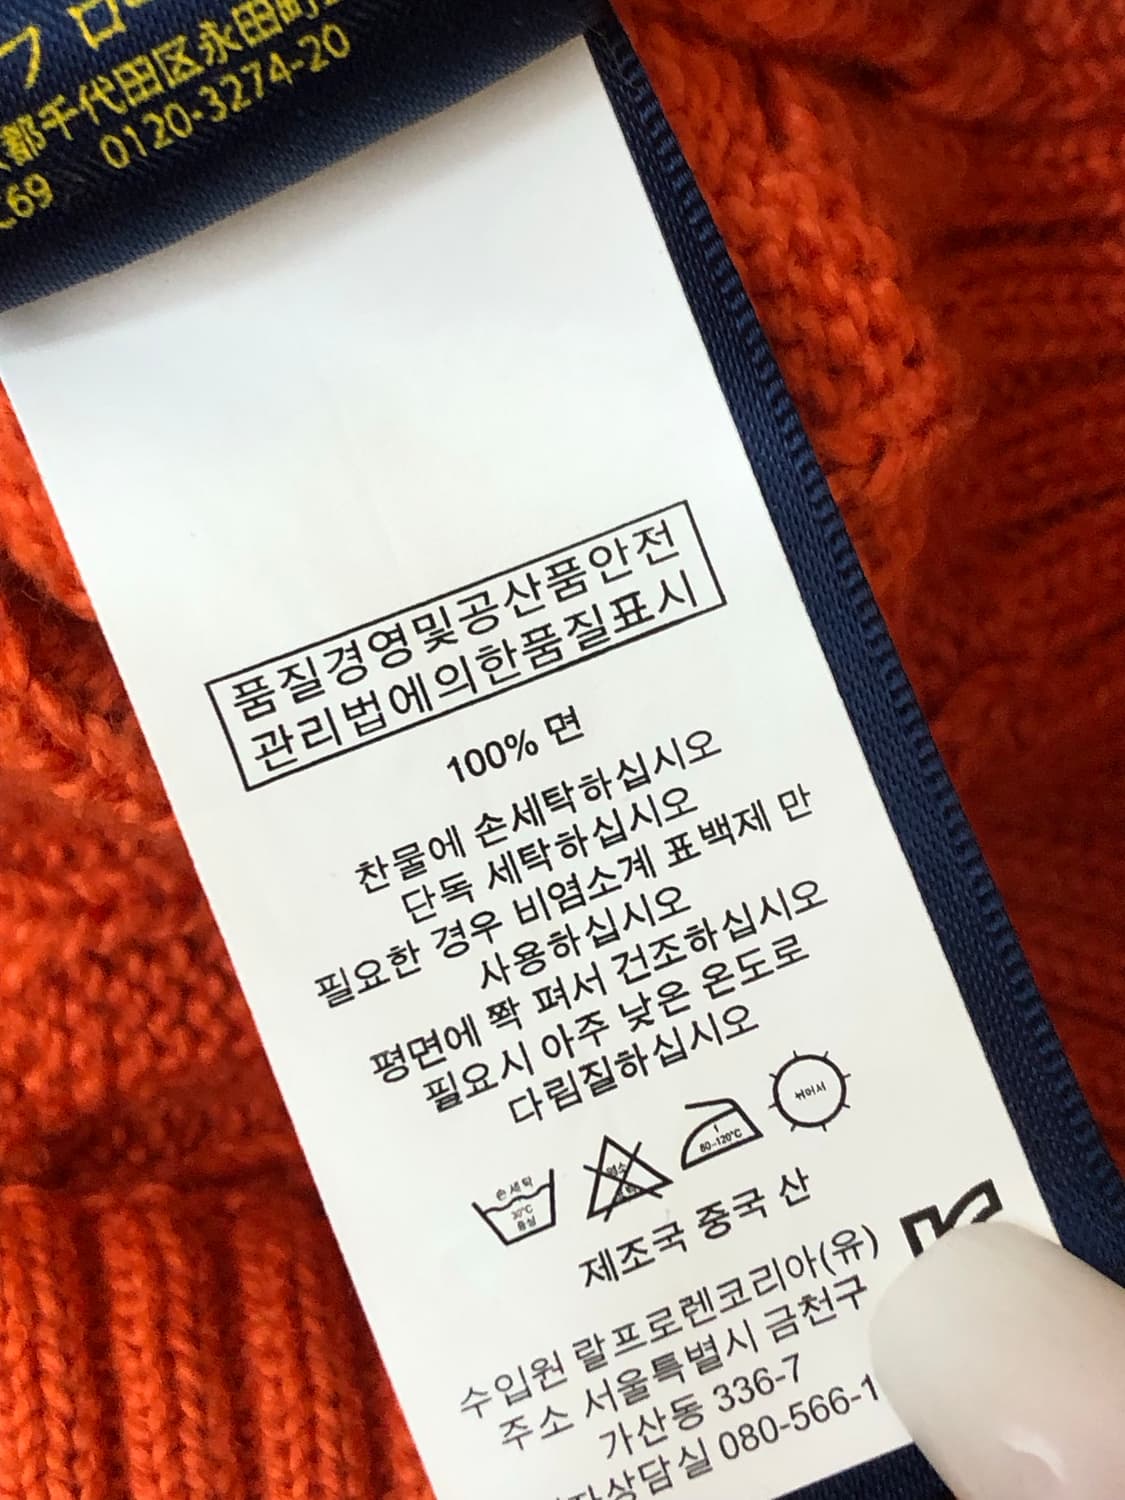 フ
都千代田区永田町
0120-3274-20
69
품질경영및공산품안전
관리법에의한품질표시
100% 면
찬물에 손세탁하십시오
단독 세탁하십시오
필요한 경우 비염소계 표백제 만
사용하십시오
평면에 쫙 펴서 건조하십시오
필요시 아주 낮은 온도로
다림질하십시오
손세탁
30℃
중성
염소
1
80~120℃
뉘어서
제조국 중국 산
수입원 랄프로렌코리아(유)
주소 서울특별시 금천구
가산동 336-7
상담실 080-566-1